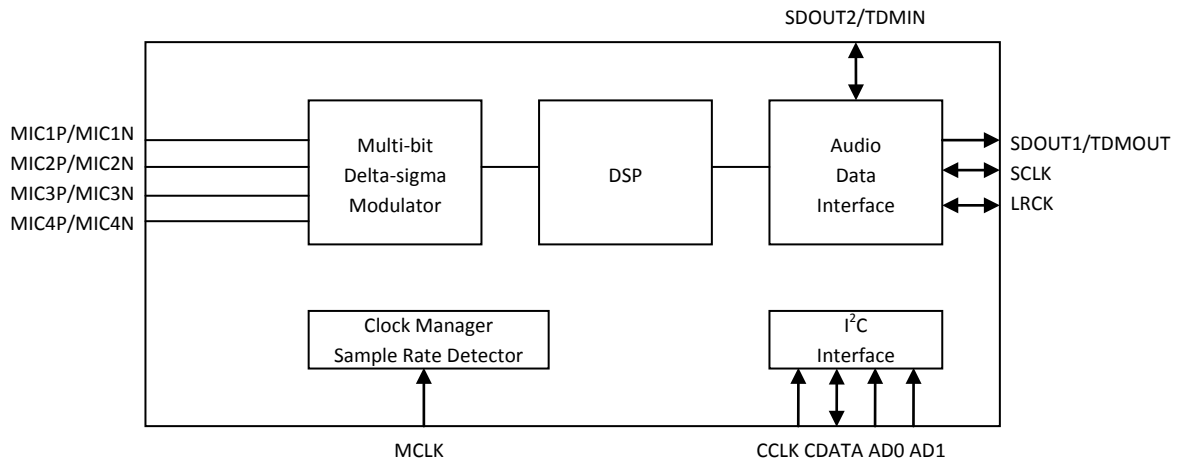 SDOUT2/TDMIN
MIC1P/MIC1N
MIC2P/MIC2N
MIC3P/MIC3N
MIC4P/MIC4N
Multi-bit
Delta-sigma
Modulator
DSP
Audio
Data
Interface
SDOUT1/TDMOUT
SCLK
LRCK
Clock Manager
Sample Rate Detector
I²C
Interface
MCLK
CCLK CDATA AD0 AD1